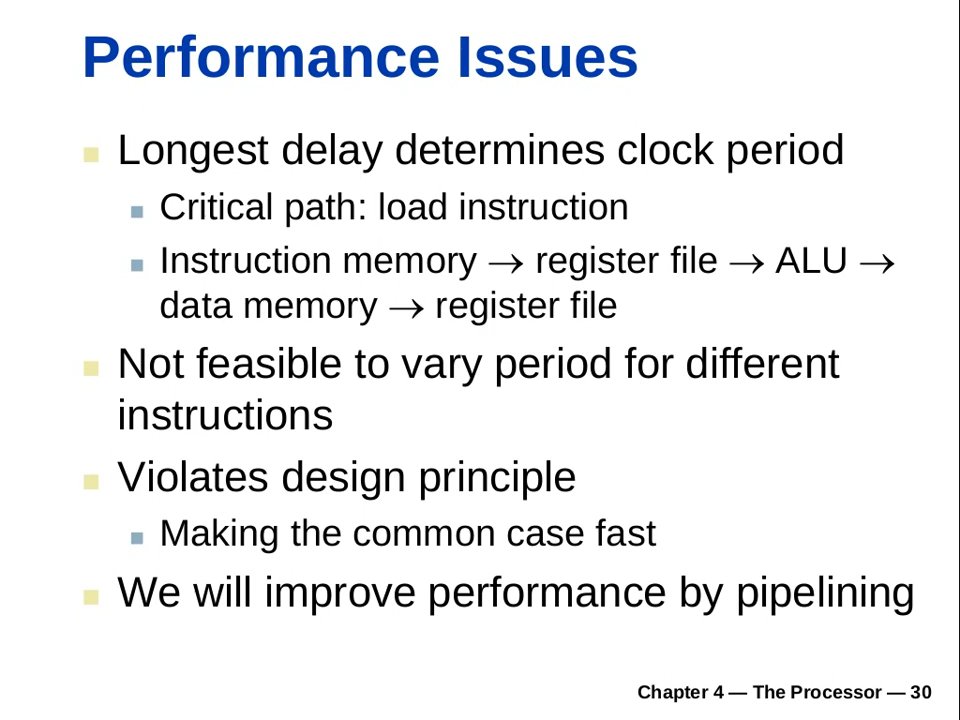 Performance Issues
Longest delay determines clock period
Critical path: load instruction
Instruction memory → register file → ALU →
data memory → register file
Not feasible to vary period for different
instructions
Violates design principle
Making the common case fast
We will improve performance by pipelining
Chapter 4 — The Processor — 30